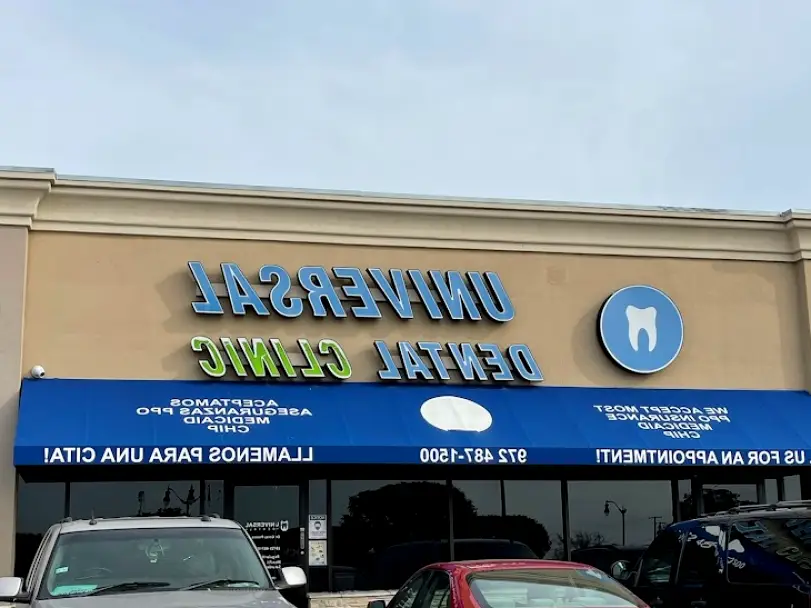 UNIVERSAL
DENTAL CLINIC
WE ACCEPT MOST
PPO INSURANCE
MEDICAID
CHIP
US FOR AN APPOINTMENT!
972 487-1500
ACEPTAMOS
ASEGURANZAS PPO
MEDICAID
CHIP
LLAMENOS PARA UNA CITA!
UNIVERSAL